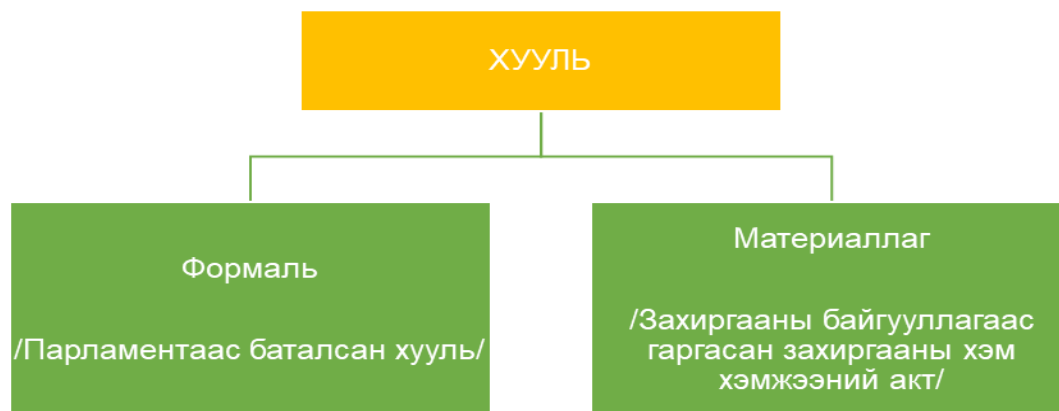 ХУУЛЬ
Формаль
/Парламентаас баталсан хууль/
Материаллаг
/Захиргааны байгууллагаас
гаргасан захиргааны хэм
хэмжээний акт/